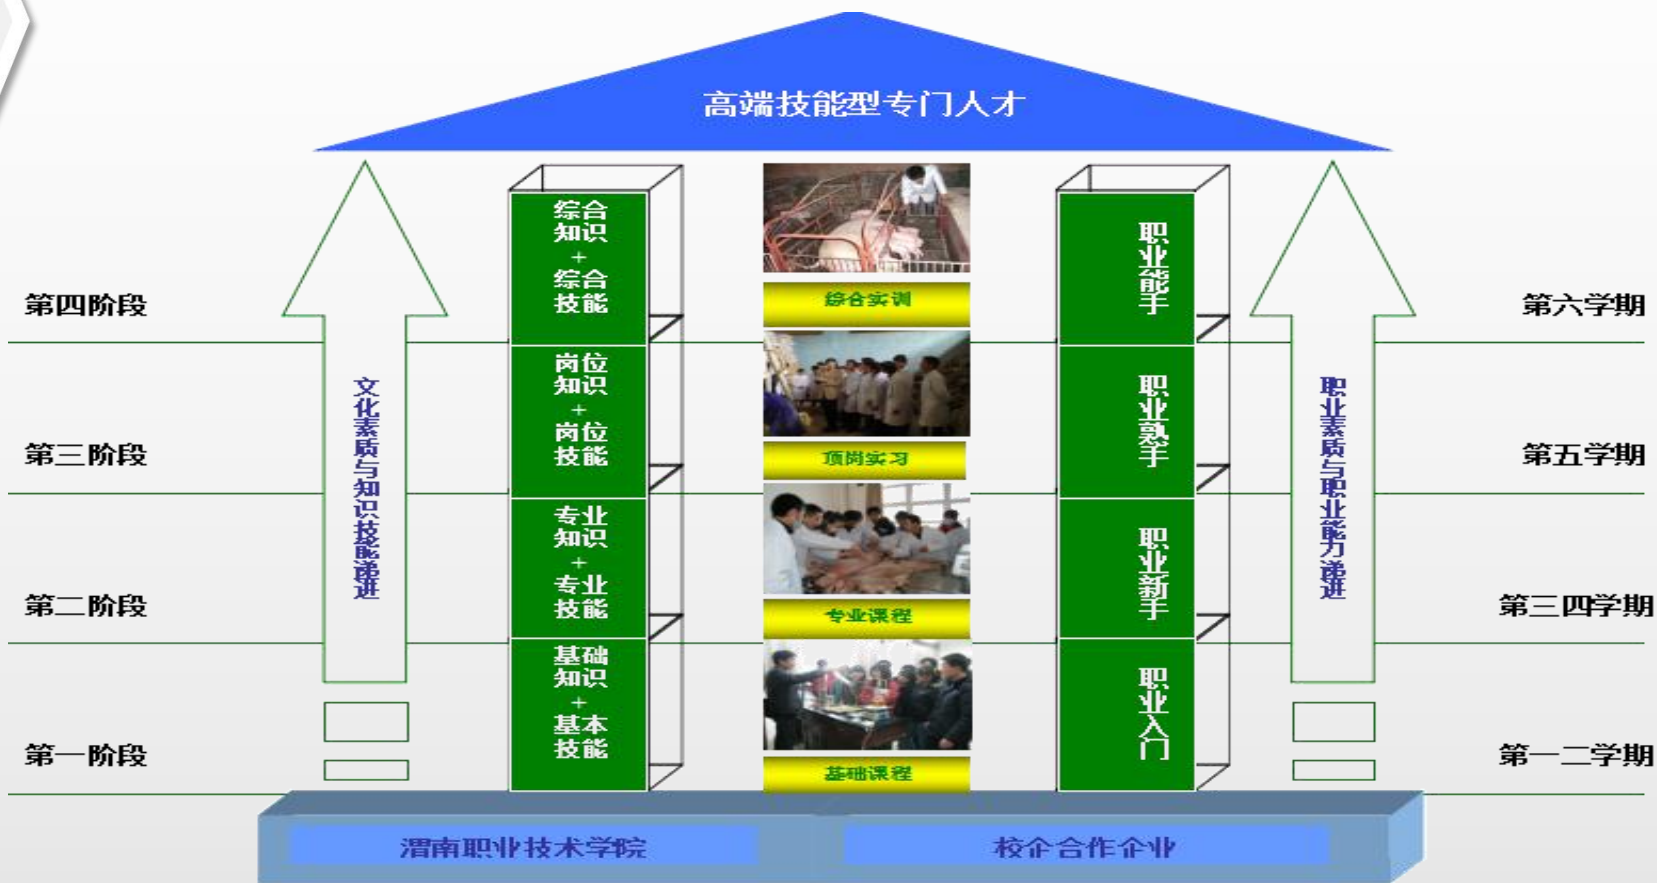 高端技能型专门人才
第四阶段
综合
知识
+
综合
技能
综合实训
职业能手
第六学期
第三阶段
岗位
知识
+
岗位
技能
顶岗实习
职业熟手
第五学期
文化素质与知识技能递进
职业素质与职业能力递进
第二阶段
专业
知识
+
专业
技能
专业课程
职业新手
第三四学期
第一阶段
基础
知识
+
基本
技能
基础课程
职业入门
第一二学期
渭南职业技术学院
校企合作企业